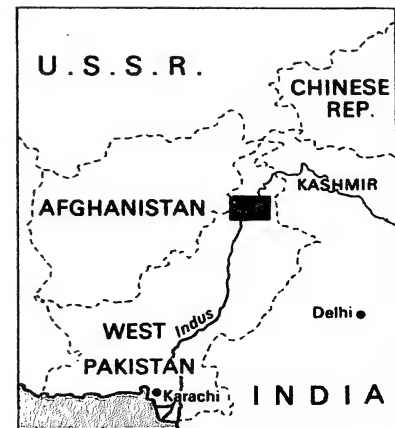 U.S.S.R.
CHINESE
REP.
KASHMIR
AFGHANISTAN
Delhi
WEST
Indus
PAKISTAN
Karachi
INDIA